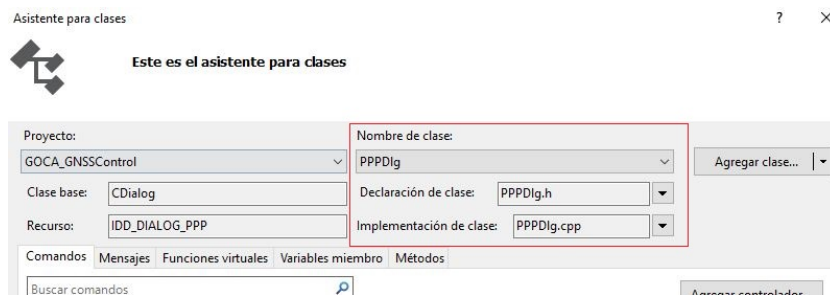 Asistente para clases
Este es el asistente para clases
Proyecto:
GOCA_GNSSControl
Nombre de clase:
PPPDlg
Agregar clase...
Clase base:
CDialog
Declaración de clase:
PPPDlg.h
Recurso:
IDD_DIALOG_PPP
Implementación de clase:
PPPDlg.cpp
Comandos Mensajes Funciones virtuales Variables miembro Métodos
Buscar comandos
Agregar controlador...